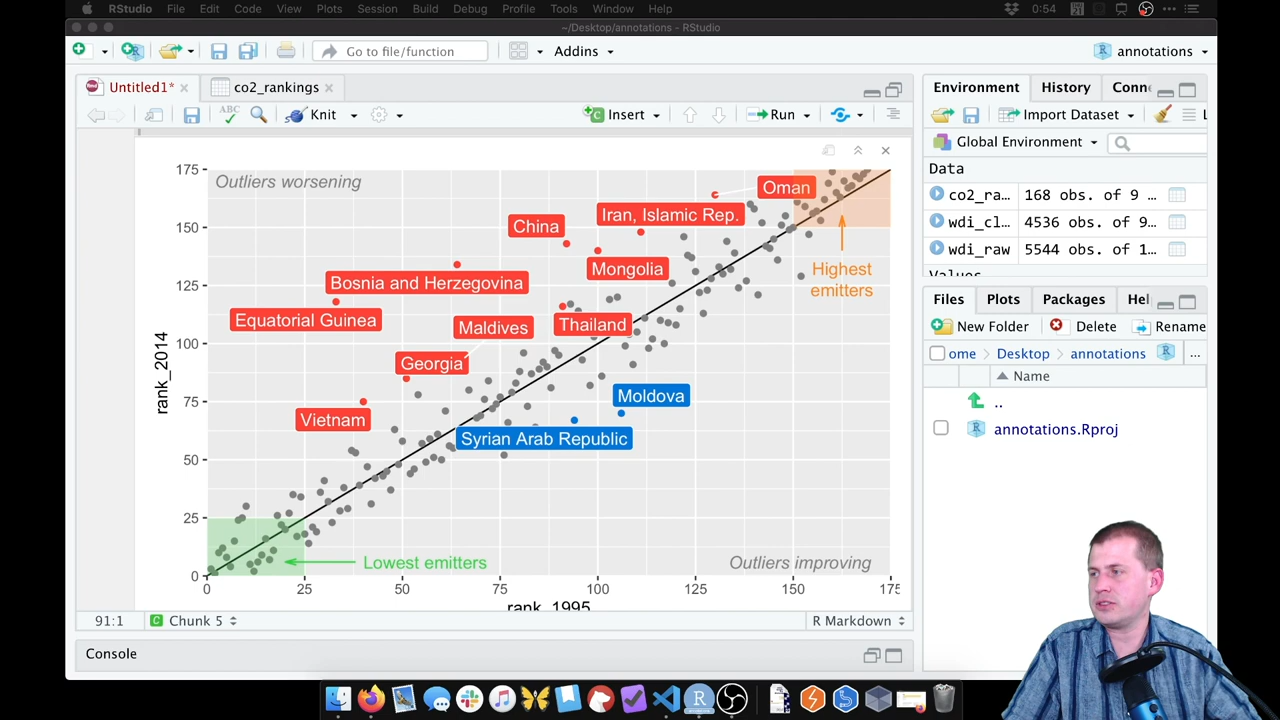 RStudio File Edit Code View Plots Session Build Debug Profile Tools Window Help 0:54
~/Desktop/annotations - RStudio
Go to file/function Addins annotations
Untitled1* co2_rankings
ABC Knit Insert Run
175
150
125
100
75
50
25
0
rank_2014
Outliers worsening
Oman
Iran, Islamic Rep.
China
Mongolia
Highest
emitters
Bosnia and Herzegovina
Equatorial Guinea
Maldives
Thailand
Georgia
Moldova
Vietnam
Syrian Arab Republic
Lowest emitters
Outliers improving
0 25 50 75 100 125 150 175
rank_1995
91:1 Chunk 5 R Markdown
Console
Environment History Conn
Import Dataset L
Global Environment
Data
co2_ra... 168 obs. of 9 ...
wdi_cl... 4536 obs. of 9...
wdi_raw 5544 obs. of 1...
Values
Files Plots Packages Hel
New Folder Delete Rename
ome Desktop annotations ...
Name
..
annotations.Rproj